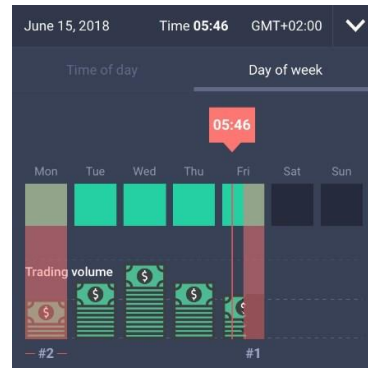 June 15, 2018 Time 05:46 GMT+02:00
Time of day Day of week
05:46
Mon Tue Wed Thu Fri Sat Sun
Trading volume
$ $ $ $
#2 #1